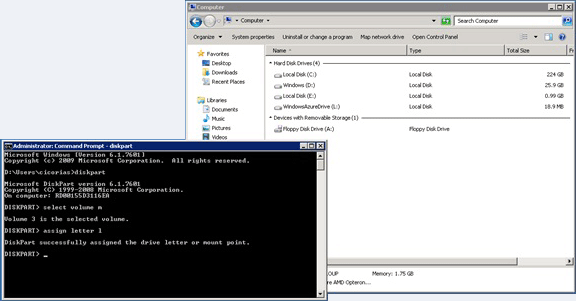 Computer
Computer
Search Computer
Organize
System properties
Uninstall or change a program
Map network drive
Open Control Panel
Favorites
Desktop
Downloads
Recent Places
Libraries
Documents
Music
Pictures
Videos
Name
Type
Total Size
Fr
Hard Disk Drives (4)
Local Disk (C:) Local Disk 224 GB
Windows (D:) Local Disk 25.9 GB
Local Disk (E:) Local Disk 0.99 GB
WindowsAzureDrive (L:) Local Disk 18.9 MB
Devices with Removable Storage (1)
Floppy Disk Drive (A:) Floppy Disk Drive
OUP Memory: 1.75 GB
re AMD Opteron...
Administrator: Command Prompt - diskpart
Microsoft Windows [Version 6.1.7601]
Copyright (c) 2009 Microsoft Corporation. All rights reserved.
D:\Users\cicorias>diskpart
Microsoft DiskPart version 6.1.7601
Copyright (C) 1999-2008 Microsoft Corporation.
On computer: RD00155D3116EA
DISKPART> select volume m
Volume 3 is the selected volume.
DISKPART> assign letter l
DiskPart successfully assigned the drive letter or mount point.
DISKPART> _